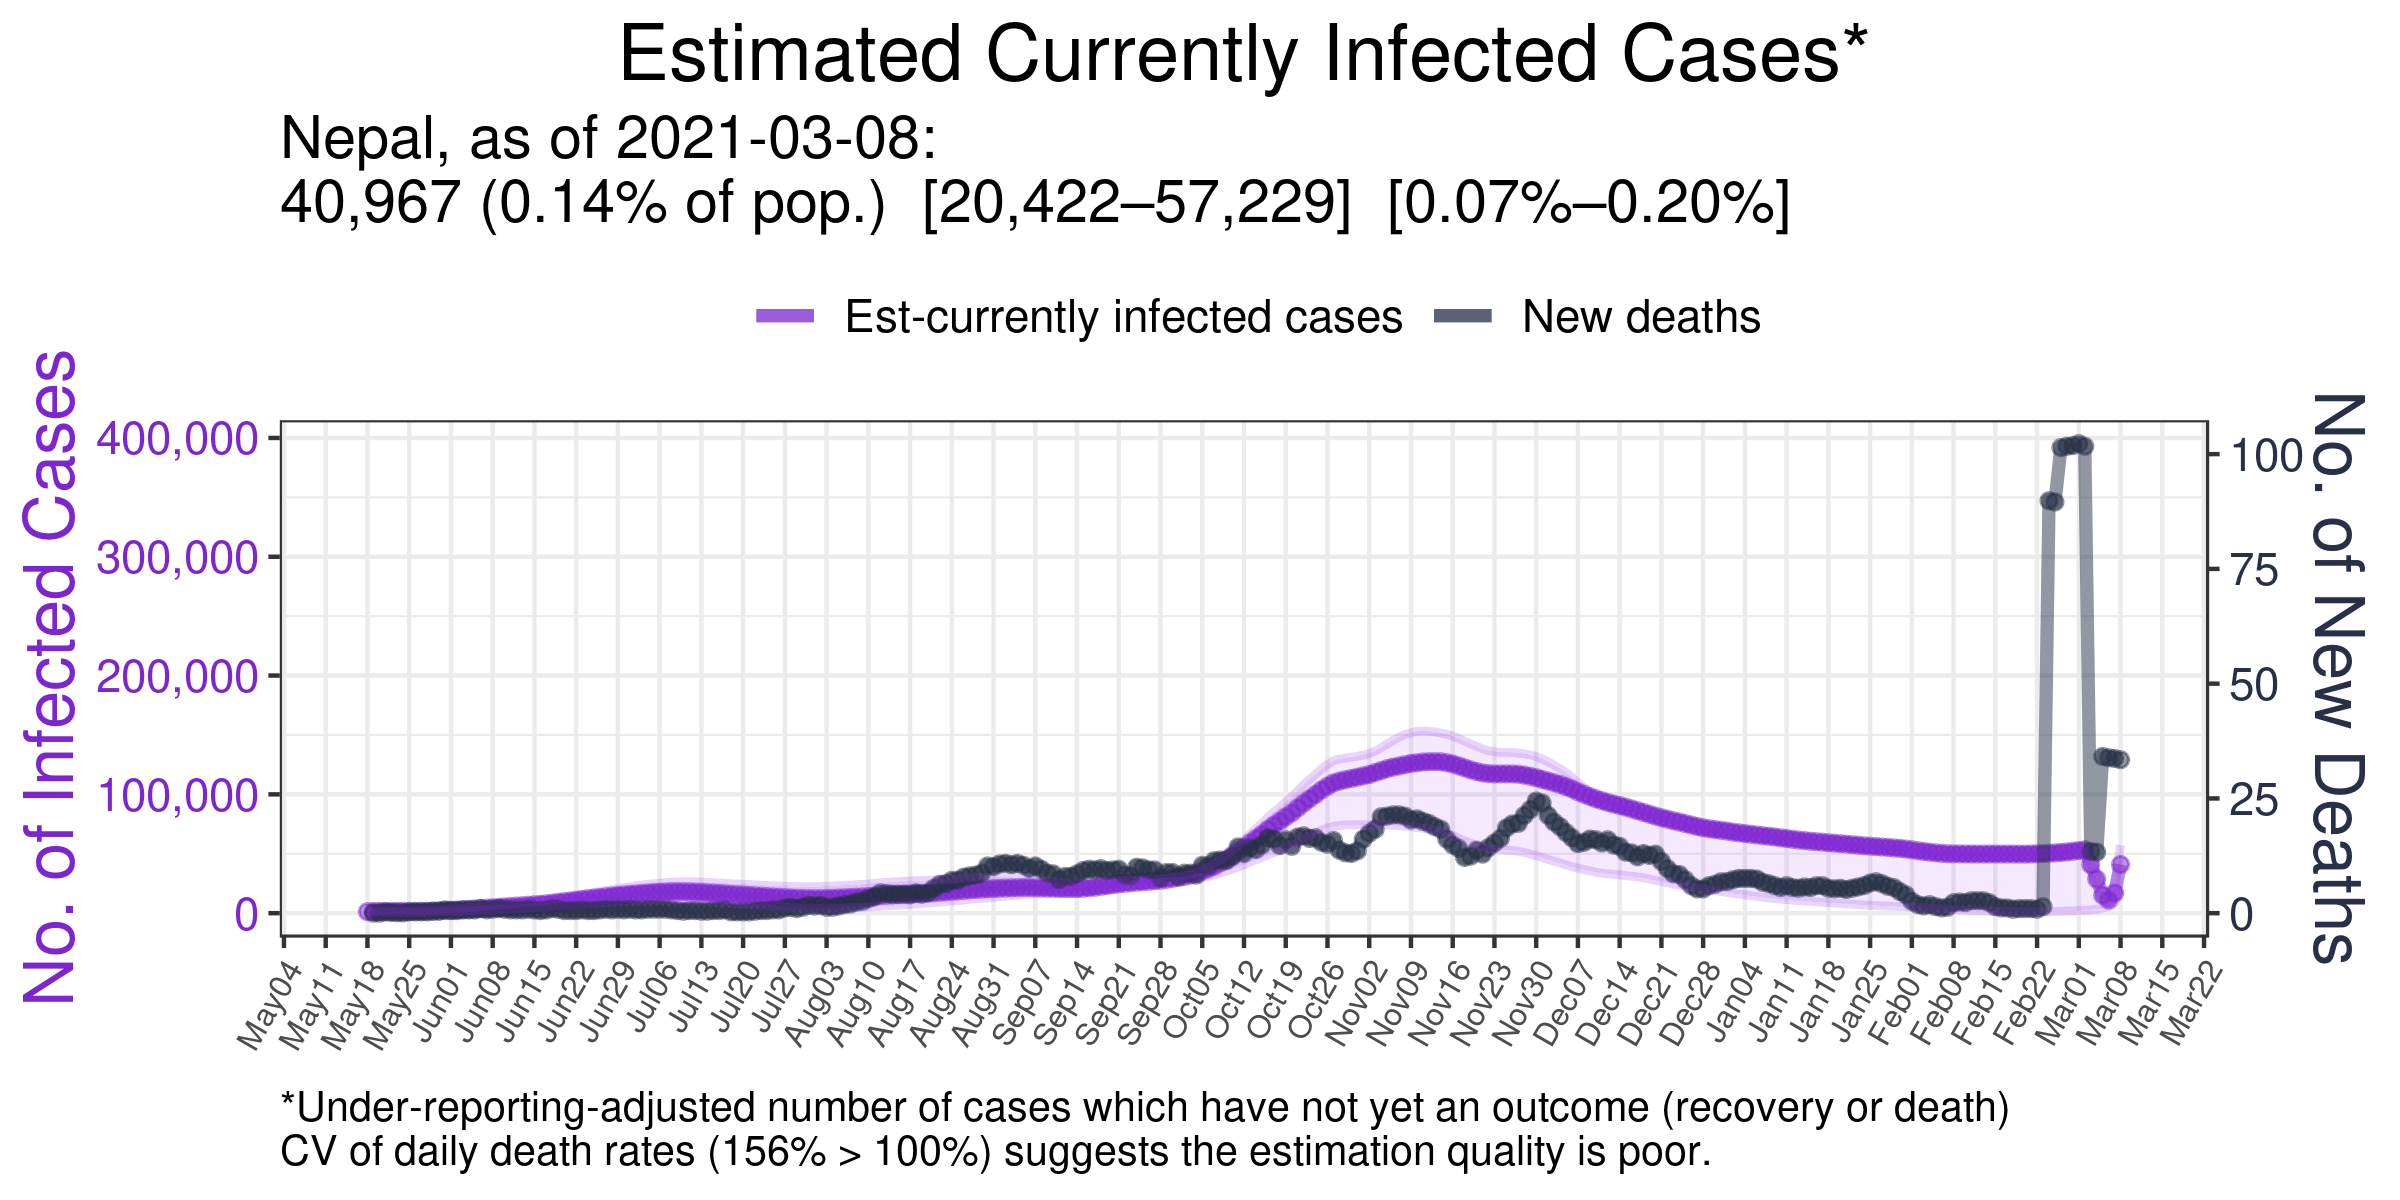 Estimated Currently Infected Cases*
Nepal, as of 2021-03-08:
40,967 (0.14% of pop.) [20,422–57,229] [0.07%–0.20%]
Est-currently infected cases New deaths
No. of Infected Cases
400,000
300,000
200,000
100,000
0
100
75
50
25
0
No. of New Deaths
May04 May11 May18 May25 Jun01 Jun08 Jun15 Jun22 Jun29 Jul06 Jul13 Jul20 Jul27 Aug03 Aug10 Aug17 Aug24 Aug31 Sep07 Sep14 Sep21 Sep28 Oct05 Oct12 Oct19 Oct26 Nov02 Nov09 Nov16 Nov23 Nov30 Dec07 Dec14 Dec21 Dec28 Jan04 Jan11 Jan18 Jan25 Feb01 Feb08 Feb15 Feb22 Mar01 Mar08 Mar15 Mar22
*Under-reporting-adjusted number of cases which have not yet an outcome (recovery or death)
CV of daily death rates (156% > 100%) suggests the estimation quality is poor.